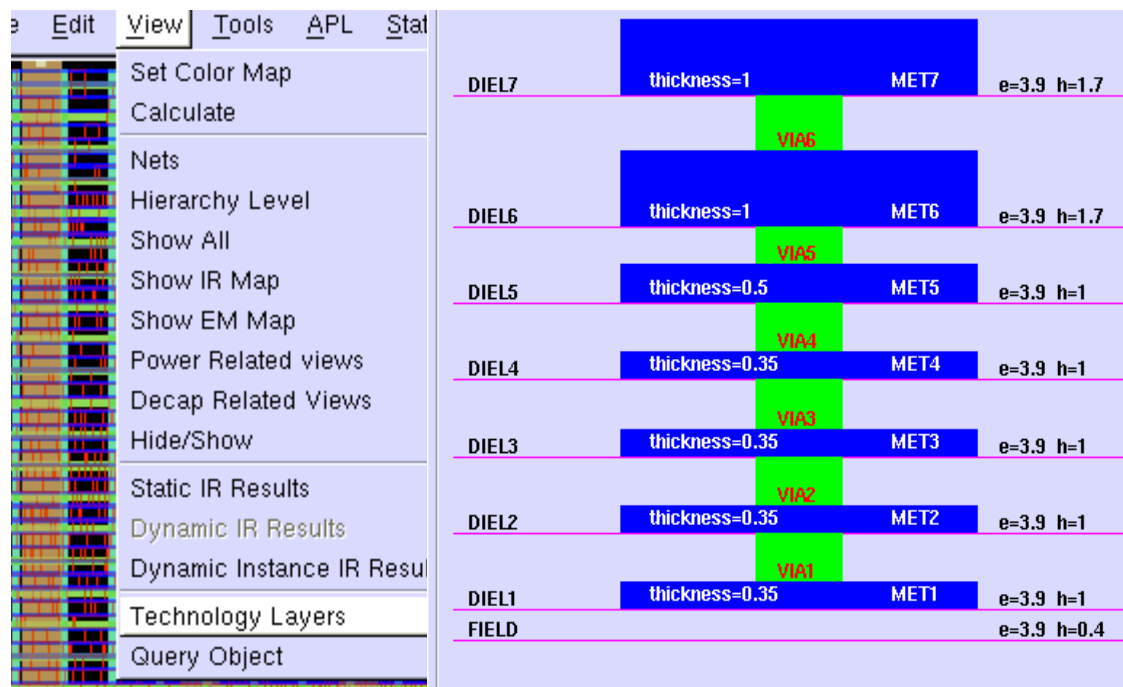 Edit View Tools APL
Set Color Map
Calculate
Nets
Hierarchy Level
Show All
Show IR Map
Show EM Map
Power Related views
Decap Related Views
Hide/Show
Static IR Results
Dynamic IR Results
Dynamic Instance IR
Technology Layers
Query Object
DIEL7 thickness=1 MET7 e=3.9 h=1.7
VIA6
DIEL6 thickness=1 MET6 e=3.9 h=1.7
VIA5
DIEL5 thickness=0.5 MET5 e=3.9 h=1
VIA4
DIEL4 thickness=0.35 MET4 e=3.9 h=1
VIA3
DIEL3 thickness=0.35 MET3 e=3.9 h=1
VIA2
DIEL2 thickness=0.35 MET2 e=3.9 h=1
VIA1
DIEL1 thickness=0.35 MET1 e=3.9 h=1
FIELD e=3.9 h=0.4